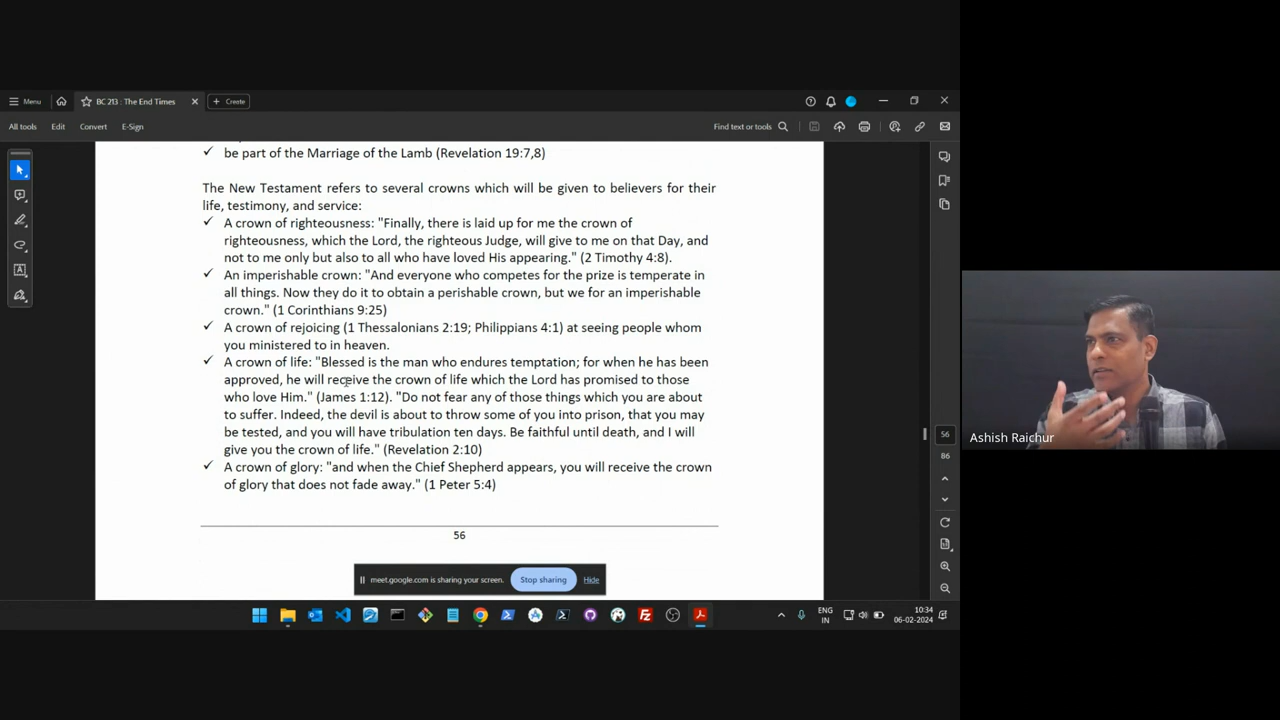 Menu
BC 213 : The End Times
Create
All tools
Edit
Convert
E-Sign
Find text or tools
be part of the Marriage of the Lamb (Revelation 19:7,8)
The New Testament refers to several crowns which will be given to believers for their
life, testimony, and service:
✓ A crown of righteousness: "Finally, there is laid up for me the crown of
righteousness, which the Lord, the righteous Judge, will give to me on that Day, and
not to me only but also to all who have loved His appearing." (2 Timothy 4:8).
✓ An imperishable crown: "And everyone who competes for the prize is temperate in
all things. Now they do it to obtain a perishable crown, but we for an imperishable
crown." (1 Corinthians 9:25)
✓ A crown of rejoicing (1 Thessalonians 2:19; Philippians 4:1) at seeing people whom
you ministered to in heaven.
✓ A crown of life: "Blessed is the man who endures temptation; for when he has been
approved, he will receive the crown of life which the Lord has promised to those
who love Him." (James 1:12). "Do not fear any of those things which you are about
to suffer. Indeed, the devil is about to throw some of you into prison, that you may
be tested, and you will have tribulation ten days. Be faithful until death, and I will
give you the crown of life." (Revelation 2:10)
✓ A crown of glory: "and when the Chief Shepherd appears, you will receive the crown
of glory that does not fade away." (1 Peter 5:4)
56
56
86
meet.google.com is sharing your screen.
Stop sharing
Hide
ENG
IN
10:34
06-02-2024
Ashish Raichur